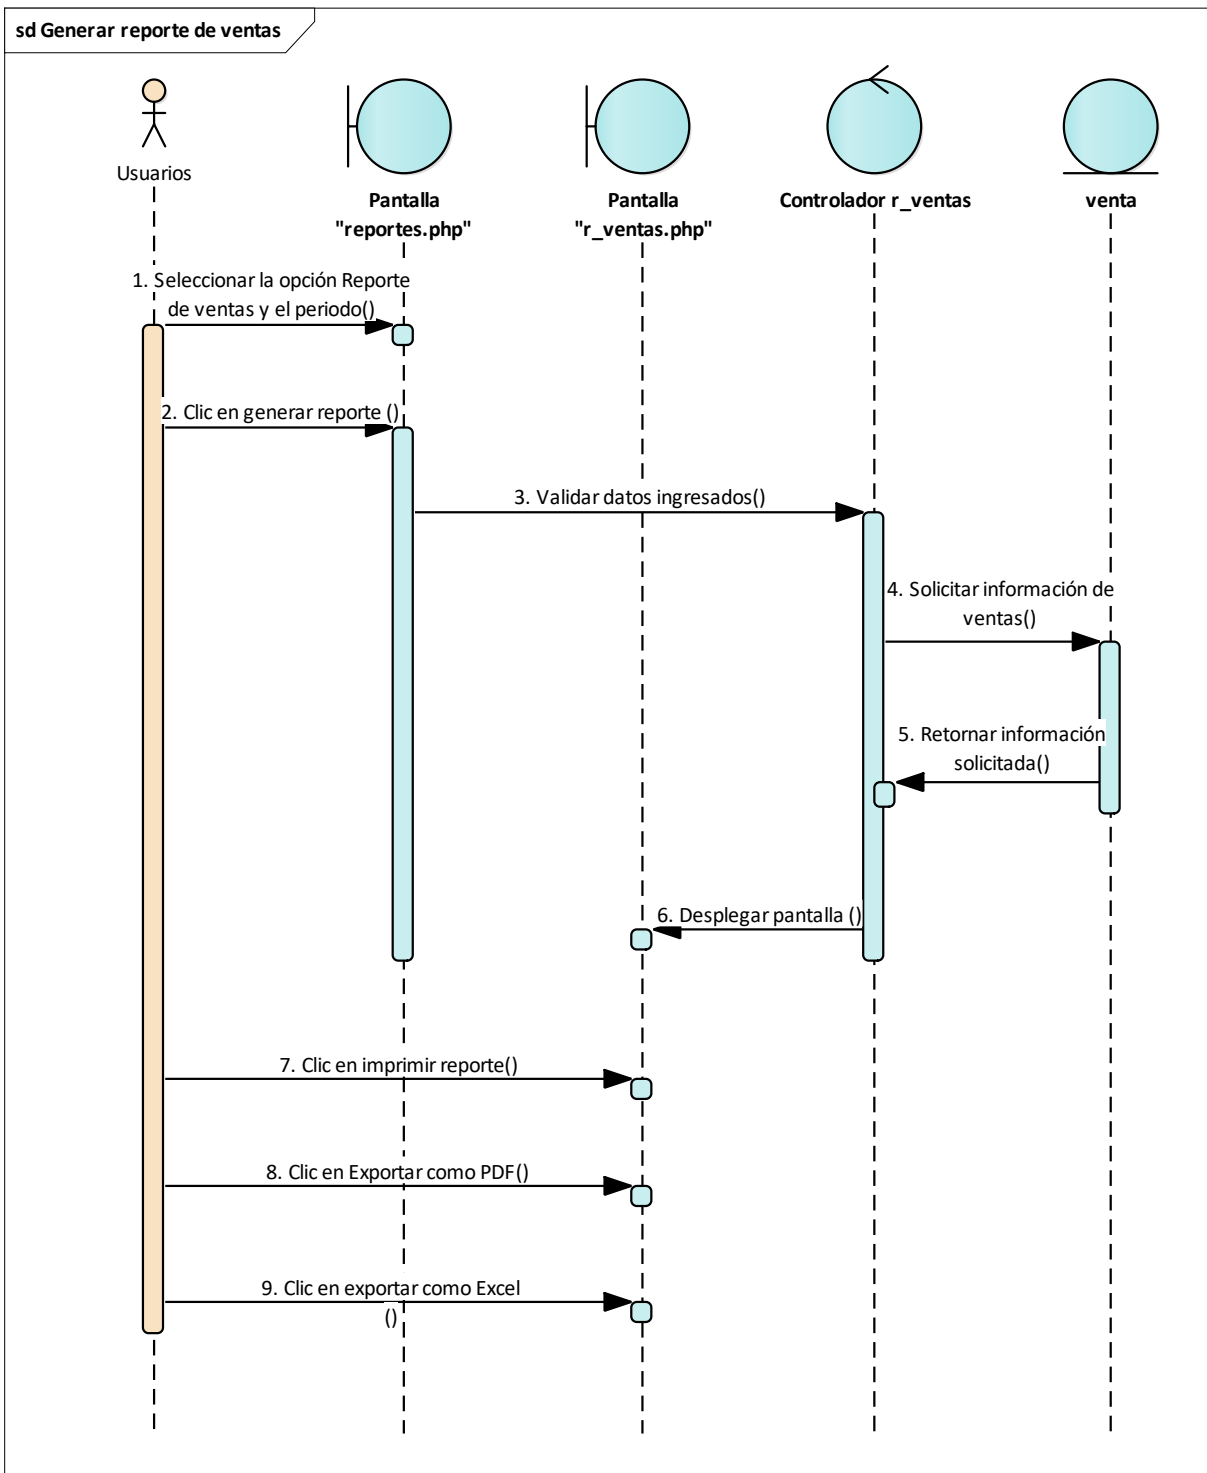 sd Generar reporte de ventas
Usuarios
Pantalla
"reportes.php"
Pantalla
"r_ventas.php"
Controlador r_ventas
venta
1. Seleccionar la opción Reporte
de ventas y el periodo()
2. Clic en generar reporte ()
3. Validar datos ingresados()
4. Solicitar información de
ventas()
5. Retornar información
solicitada()
6. Desplegar pantalla ()
7. Clic en imprimir reporte()
8. Clic en Exportar como PDF()
9. Clic en exportar como Excel
()